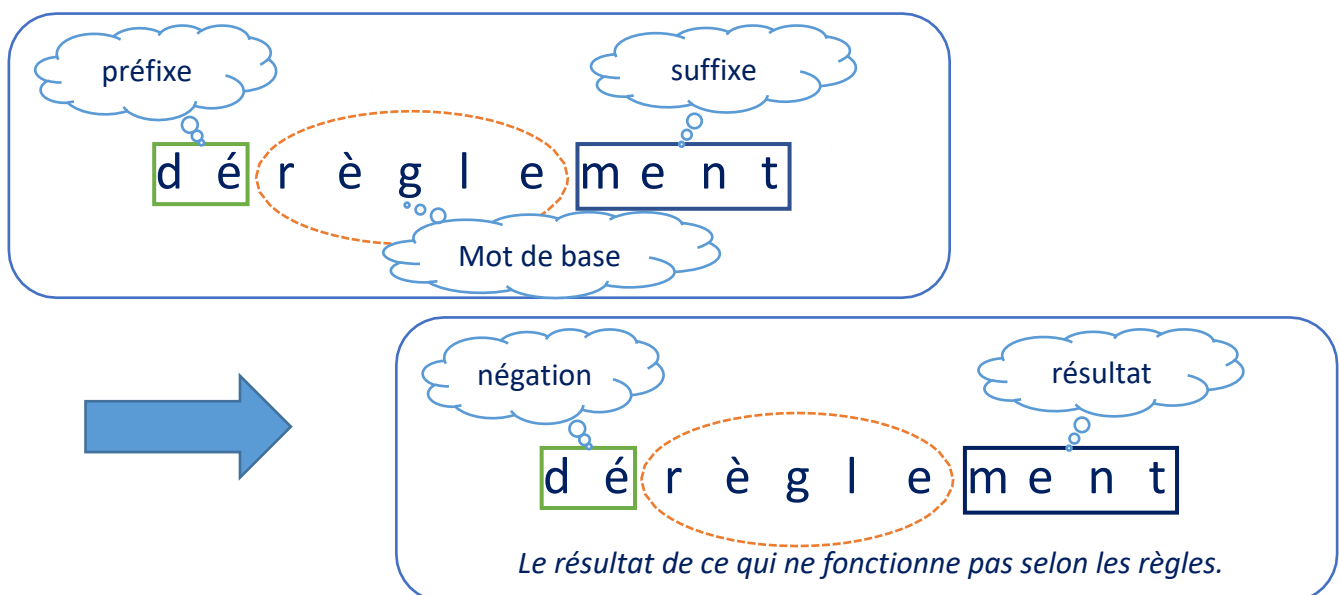 préfixe
suffixe
d é r è g l e m e n t
Mot de base
négation
résultat
d é r è g l e m e n t
Le résultat de ce qui ne fonctionne pas selon les règles.